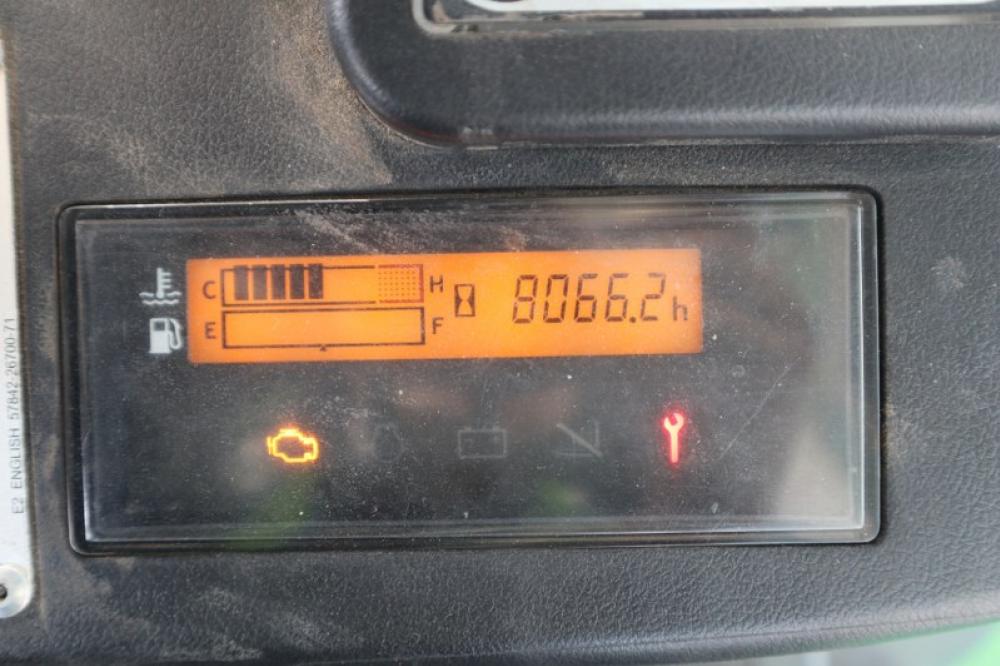 C H
8066.2h
E F
E2 ENGLISH 57842-26700-71